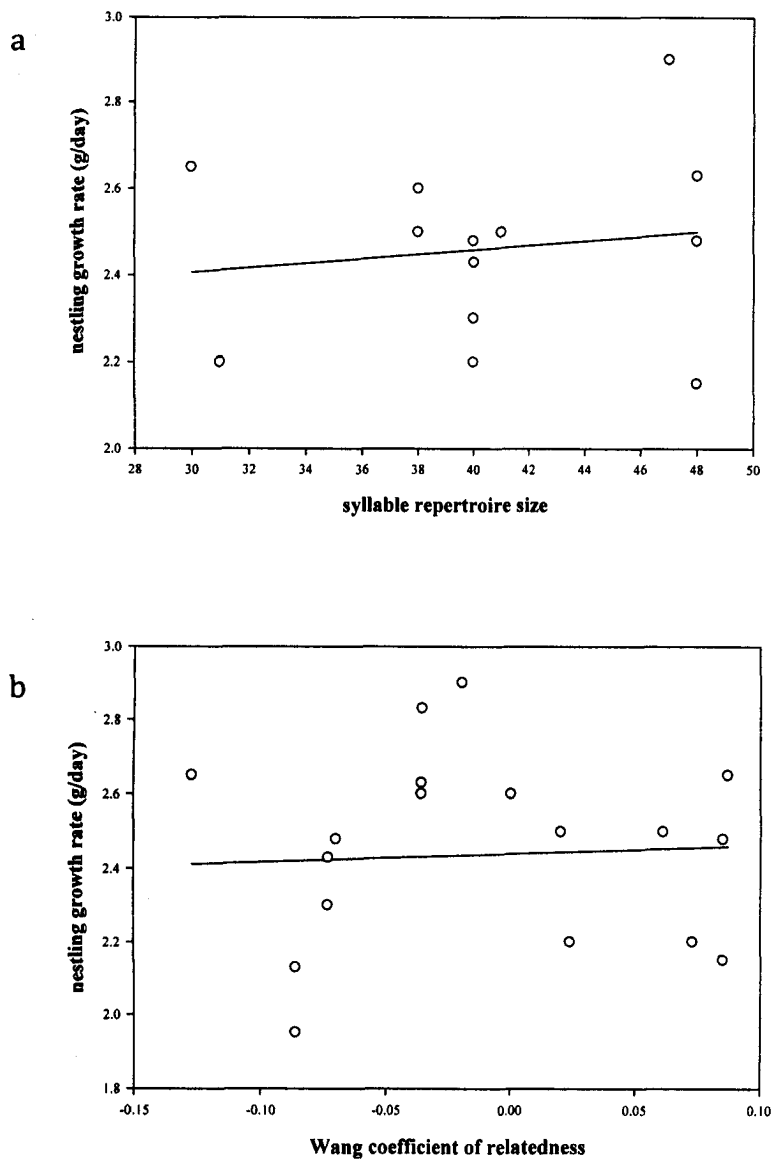 a
3.0
2.8
2.6
2.4
2.2
2.0
nestling growth rate (g/day)
28 30 32 34 36 38 40 42 44 46 48 50
syllable repertroire size
b
3.0
2.8
2.6
2.4
2.2
2.0
1.8
nestling growth rate (g/day)
-0.15 -0.10 -0.05 0.00 0.05 0.10
Wang coefficient of relatedness